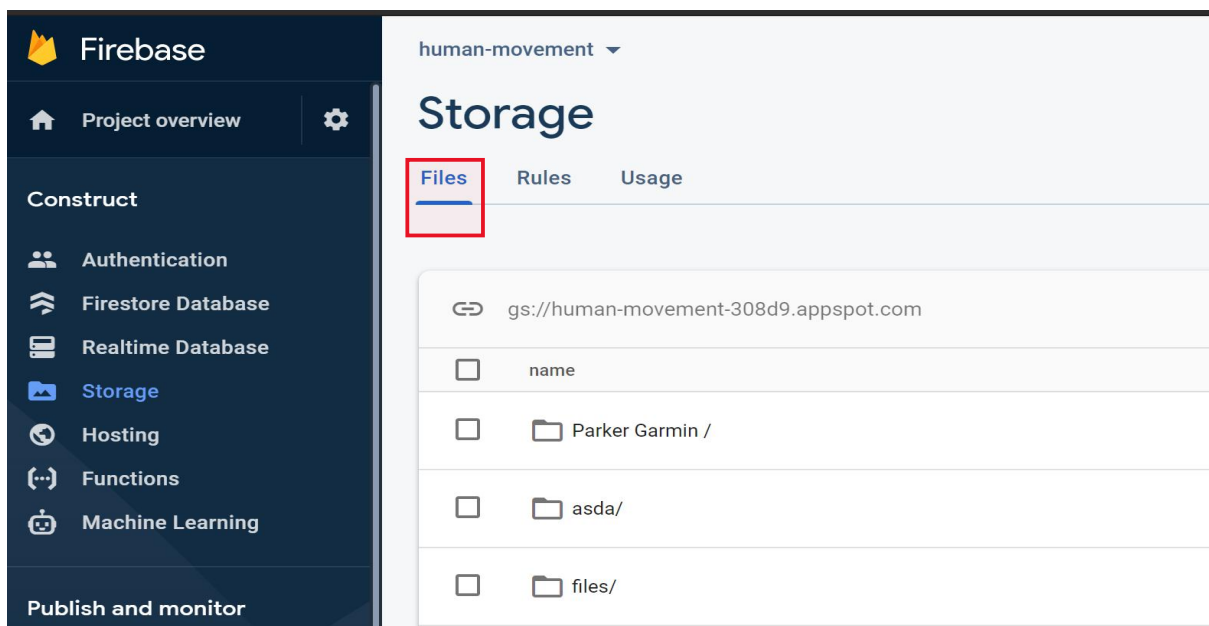 Firebase
Project overview
Construct
Authentication
Firestore Database
Realtime Database
Storage
Hosting
Functions
Machine Learning
Publish and monitor
human-movement
Storage
Files Rules Usage
gs://human-movement-308d9.appspot.com
name
Parker Garmin /
asda/
files/